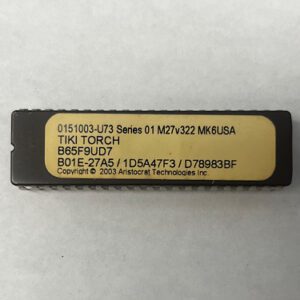 0151003-U73 Series 01 M27v322 MK6USA
TIKI TORCH
B65F9UD7
B01E-27A5 / 1D5A47F3 / D78983BF
Copyright © 2003 Aristocrat Technologies Inc.